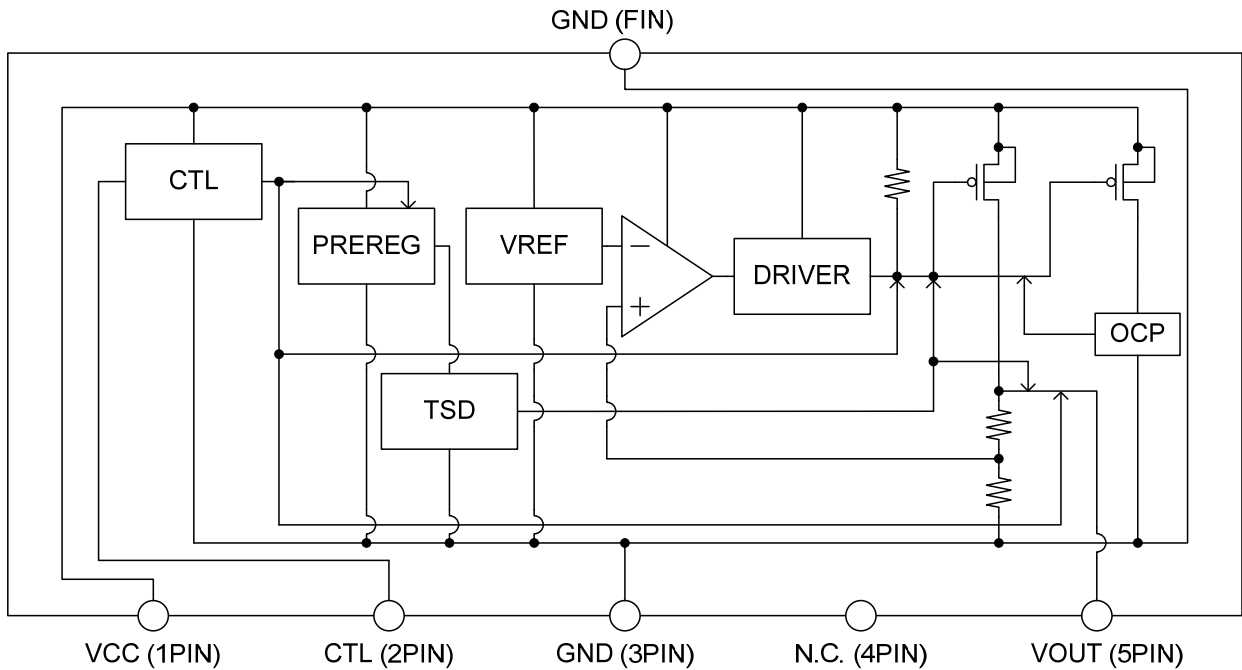 GND (FIN)
CTL
PREREG
VREF
−
+
DRIVER
OCP
TSD
VCC (1PIN)
CTL (2PIN)
GND (3PIN)
N.C. (4PIN)
VOUT (5PIN)